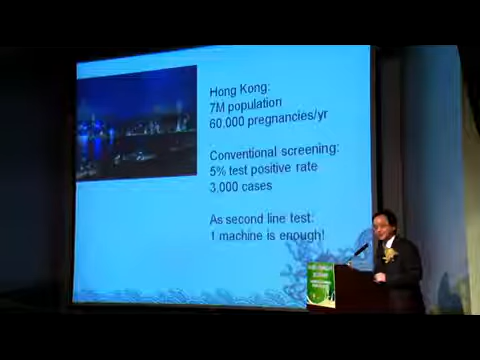 Hong Kong:
7M population
60.000 pregnancies/yr
Conventional screening:
5% test positive rate
3,000 cases
As second line test:
1 machine is enough!